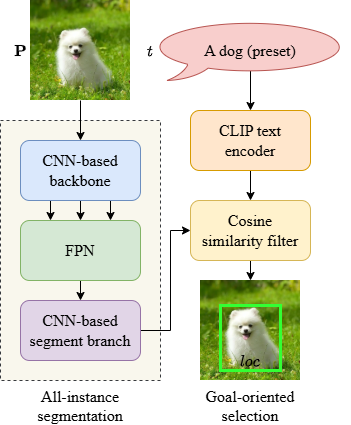 P
t
A dog (preset)
CNN-based
backbone
CLIP text
encoder
FPN
Cosine
similarity filter
CNN-based
segment branch
loc
All-instance
segmentation
Goal-oriented
selection